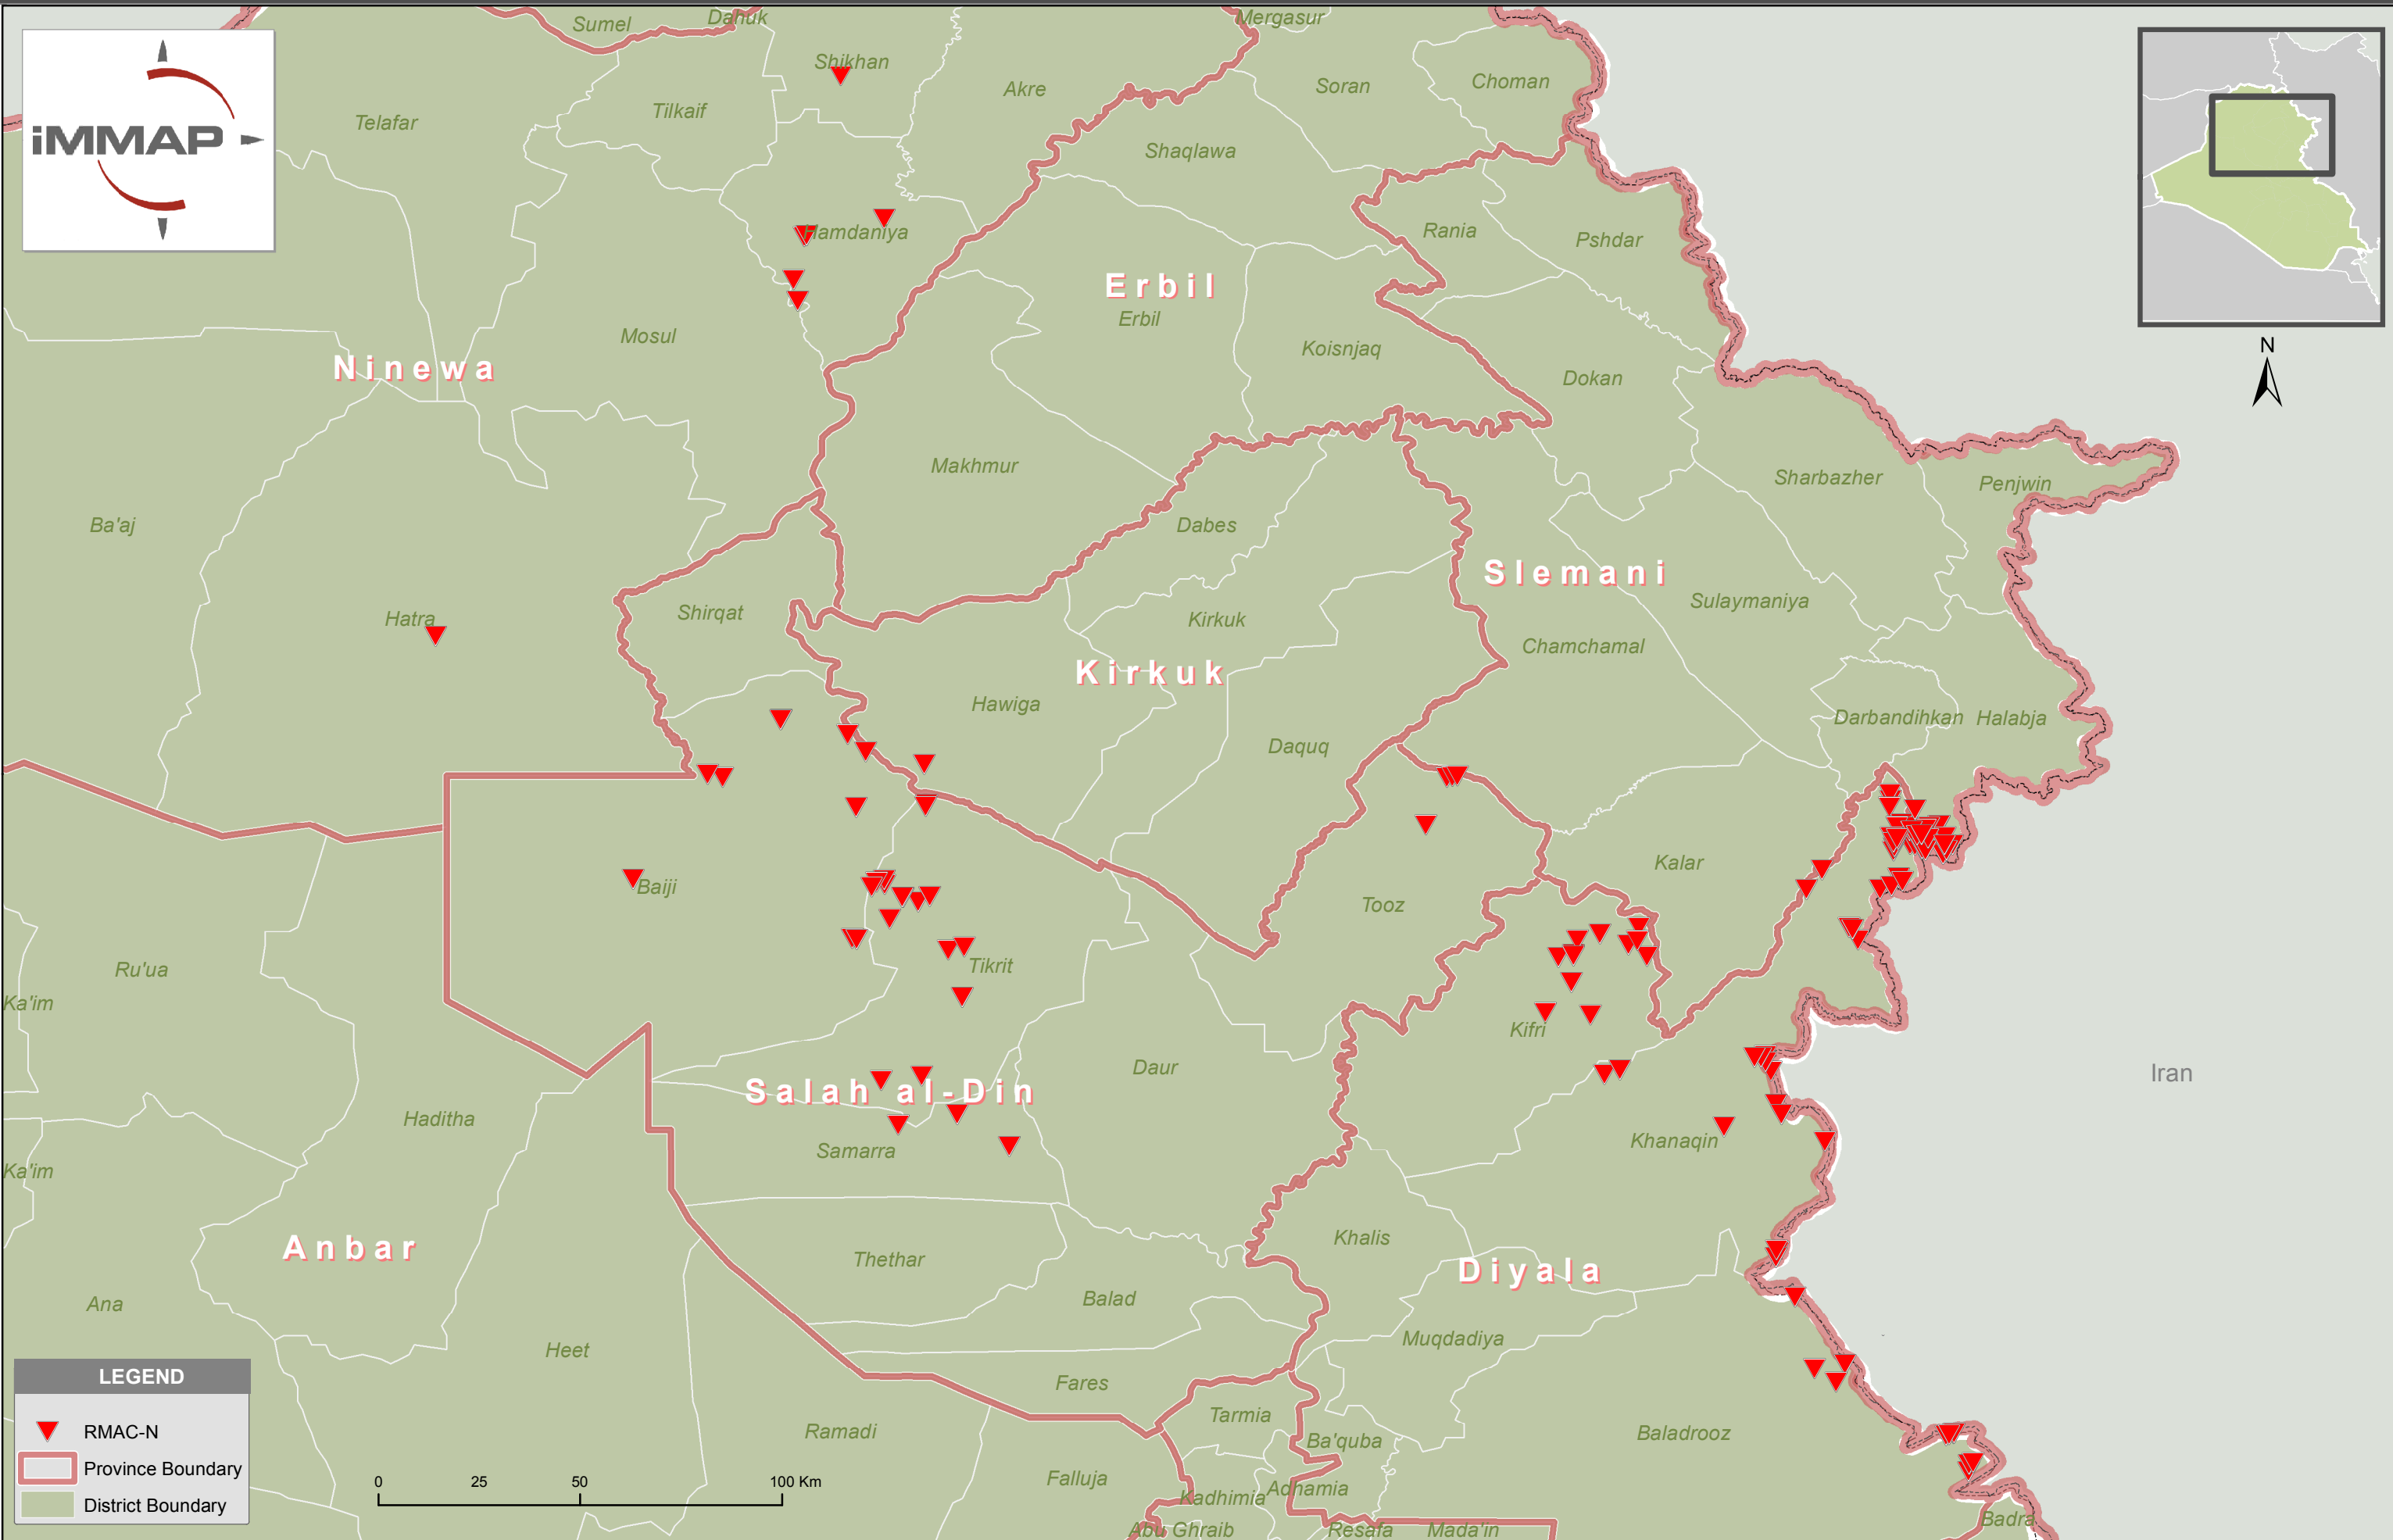 Sumel
Dahuk
Mergasur
Shikhan
Akre
Soran
Choman
iMMAP
Telafar
Tilkaif
Shaqlawa
Hamdaniya
Rania
Pshdar
Erbil
Erbil
Mosul
Koisnjaq
Dokan
N
Ninewa
Makhmur
Sharbazher
Penjwin
Ba'aj
Dabes
Slemani
Sulaymaniya
Hatra
Shirqat
Kirkuk
Chamchamal
Kirkuk
Hawiga
Daquq
Darbandihkan
Halabja
Baiji
Tooz
Kalar
Ru'ua
Tikrit
Ka'im
Kifri
Iran
Daur
Salah al-Din
Haditha
Samarra
Khanaqin
Ka'im
Anbar
Thethar
Khalis
Diyala
Ana
Balad
Heet
Muqdadiya
Fares
Tarmia
Ramadi
Ba'quba
Baladrooz
Falluja
Kadhimia
Adhamia
Abu Ghraib
Resafa
Mada'in
Badra
LEGEND
RMAC-N
Province Boundary
District Boundary
0 25 50 100 Km